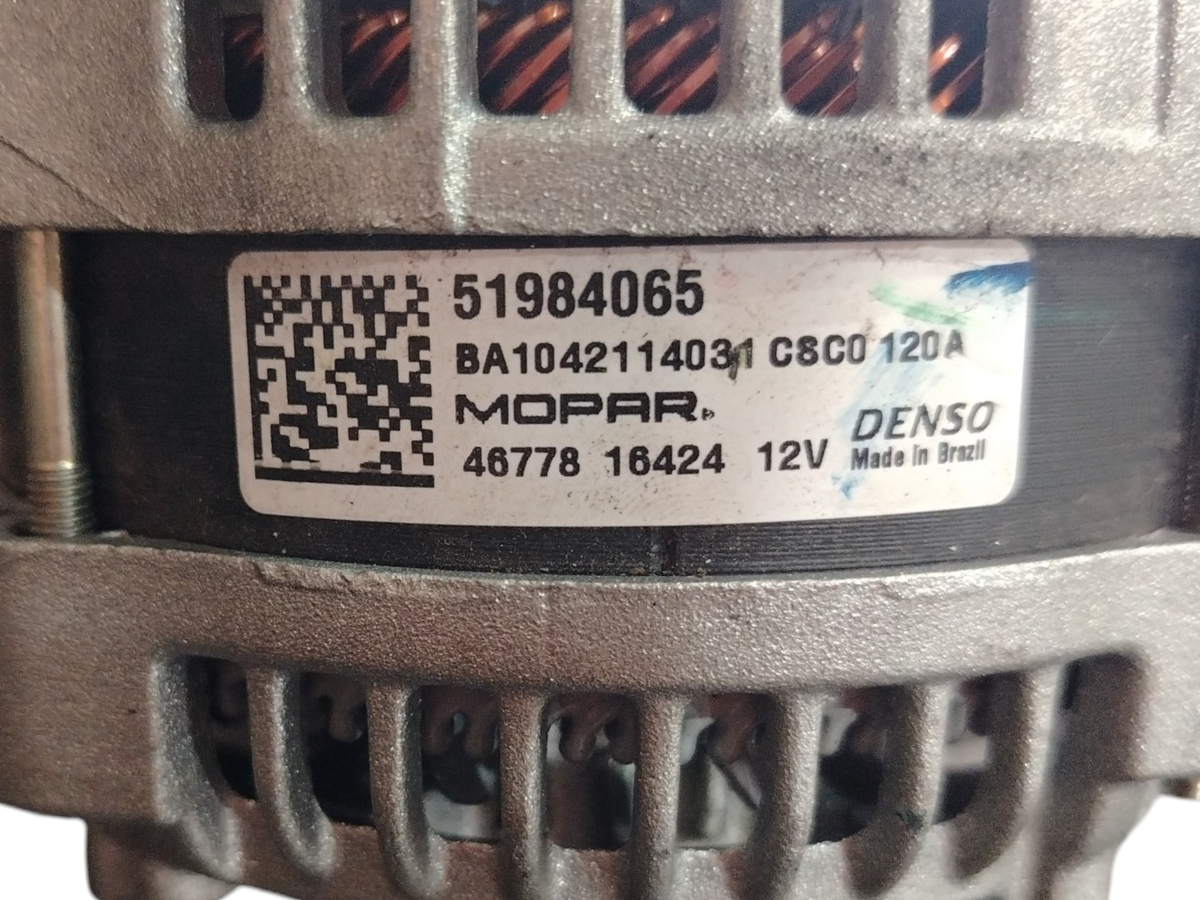 51984065
BA1042114031 C8C0 120A
MOPAR®
46778 16424 12V
DENSO
Made in Brazil